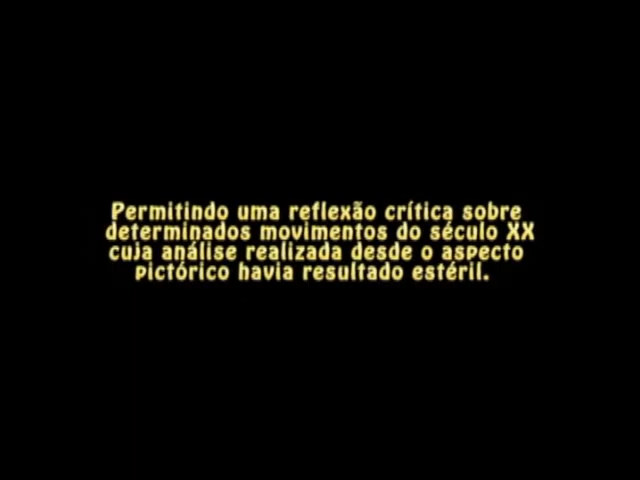 Permitindo uma reflexão crítica sobre
determinados movimentos do século XX
cuja análise realizada desde o aspecto
pictórico havia resultado estéril.